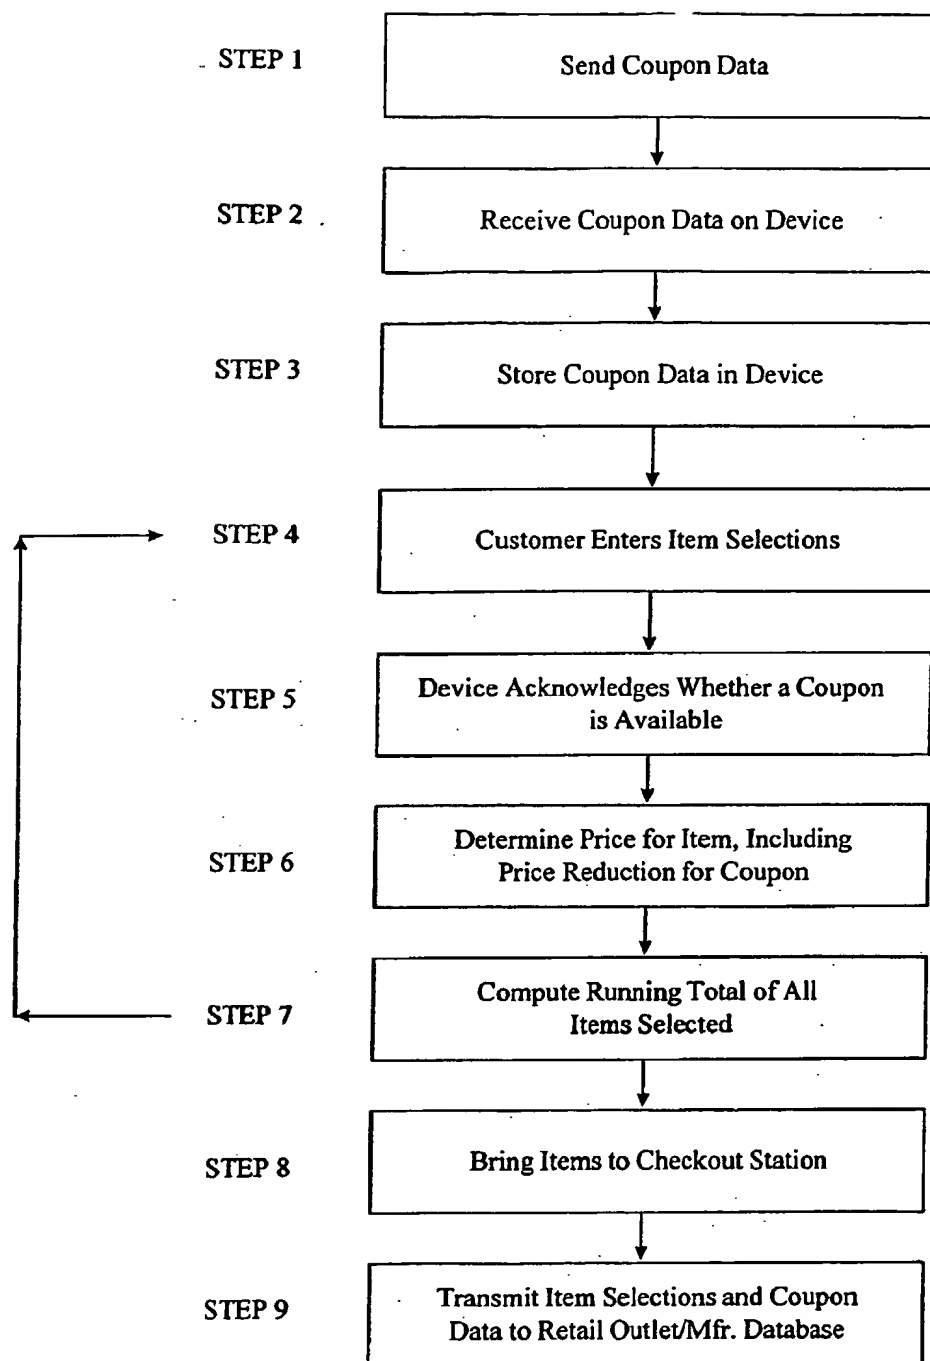 STEP 1
Send Coupon Data
STEP 2
Receive Coupon Data on Device
STEP 3
Store Coupon Data in Device
STEP 4
Customer Enters Item Selections
STEP 5
Device Acknowledges Whether a Coupon
is Available
STEP 6
Determine Price for Item, Including
Price Reduction for Coupon
STEP 7
Compute Running Total of All
Items Selected
STEP 8
Bring Items to Checkout Station
STEP 9
Transmit Item Selections and Coupon
Data to Retail Outlet/Mfr. Database